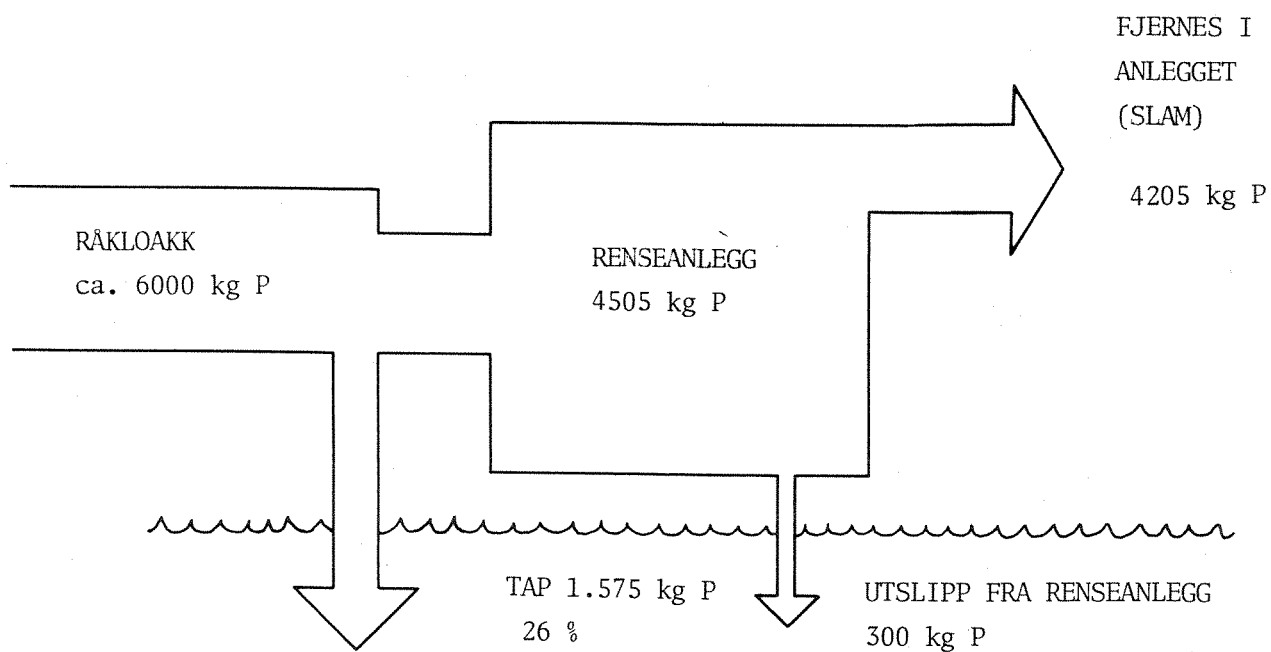 FJERNES I
ANLEGGET
(SLAM)
4205 kg P
RÅKLOAKK
ca. 6000 kg P
RENSEANLEGG
4505 kg P
TAP 1.575 kg P
26 %
UTSLIPP FRA RENSEANLEGG
300 kg P